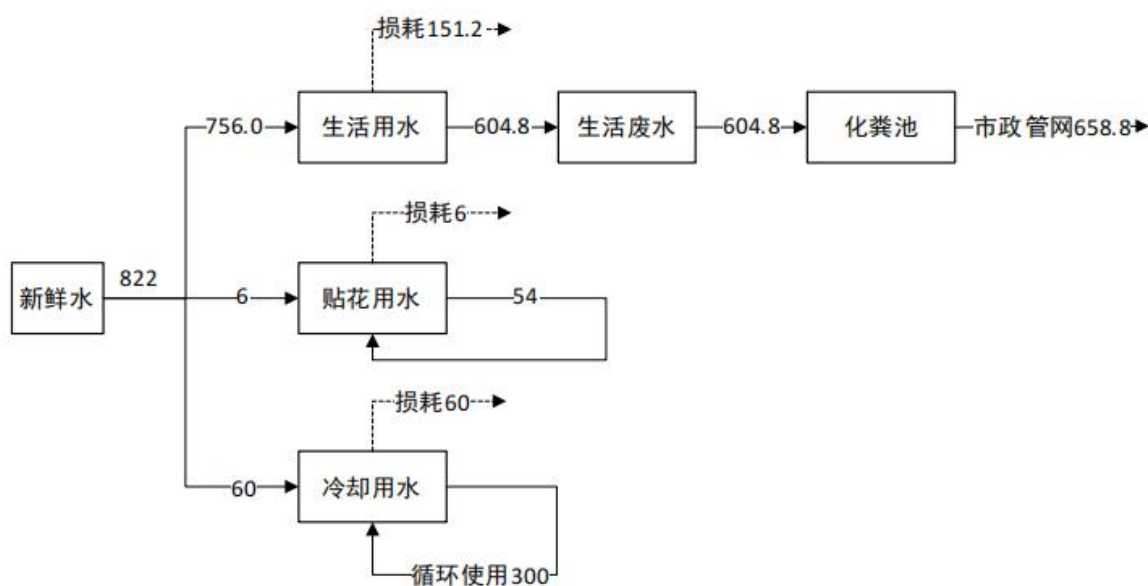 损耗151.2
756.0
生活用水
604.8
生活废水
604.8
化粪池
市政管网658.8
损耗6
新鲜水
822
6
贴花用水
54
损耗60
60
冷却用水
循环使用300